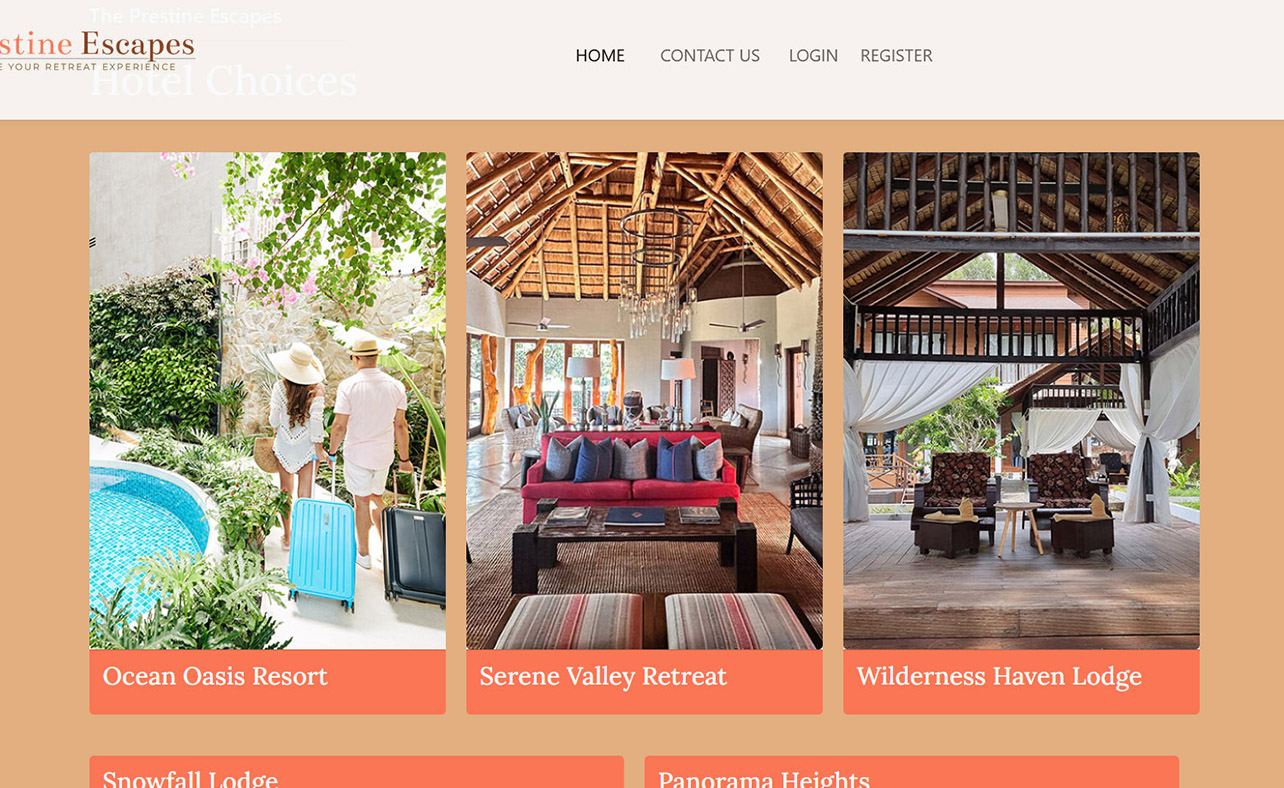 The Prestine Escapes
stine Escapes
E YOUR RETREAT EXPERIENCE
Hotel Choices
HOME CONTACT US LOGIN REGISTER
Ocean Oasis Resort
Serene Valley Retreat
Wilderness Haven Lodge
Snowfall Lodge
Panorama Heights